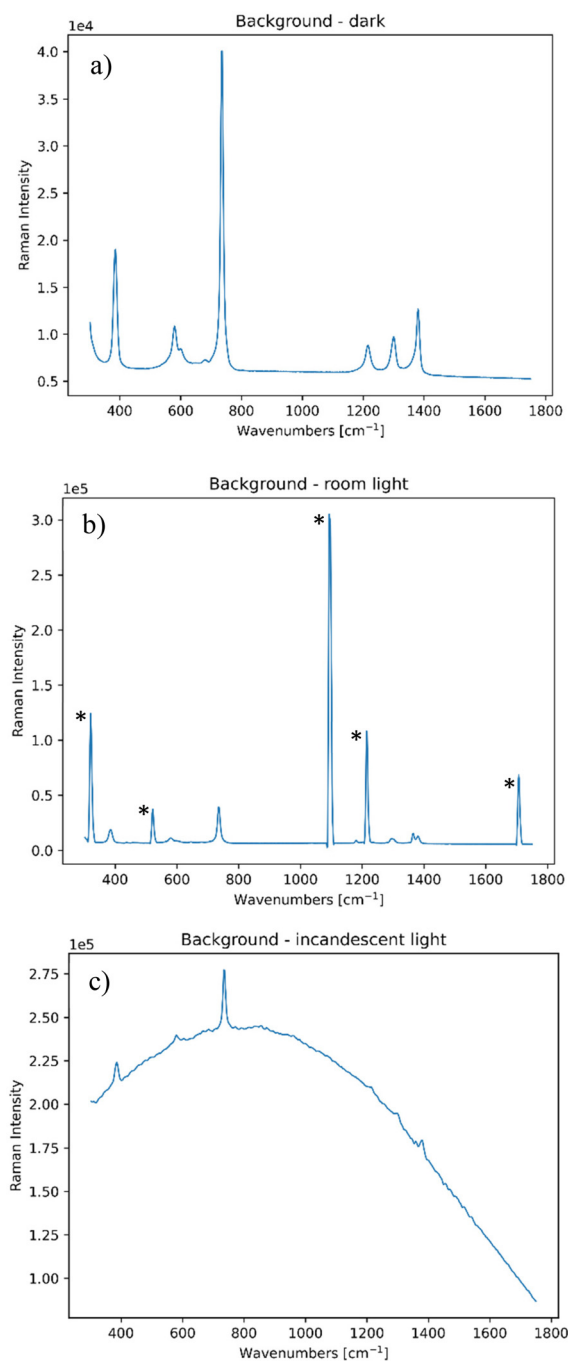 Background - dark
1e4
a)
4.0
3.5
3.0
2.5
2.0
1.5
1.0
0.5
Raman Intensity
400 600 800 1000 1200 1400 1600 1800
Wavenumbers [cm⁻¹]
Background - room light
1e5
b)
*
3.0
2.5
2.0
1.5
*
1.0
*
0.5
*
*
0.0
Raman Intensity
400 600 800 1000 1200 1400 1600 1800
Wavenumbers [cm⁻¹]
Background - incandescent light
1e5
c)
2.75
2.50
2.25
2.00
1.75
1.50
1.25
1.00
Raman Intensity
400 600 800 1000 1200 1400 1600 1800
Wavenumbers [cm⁻¹]